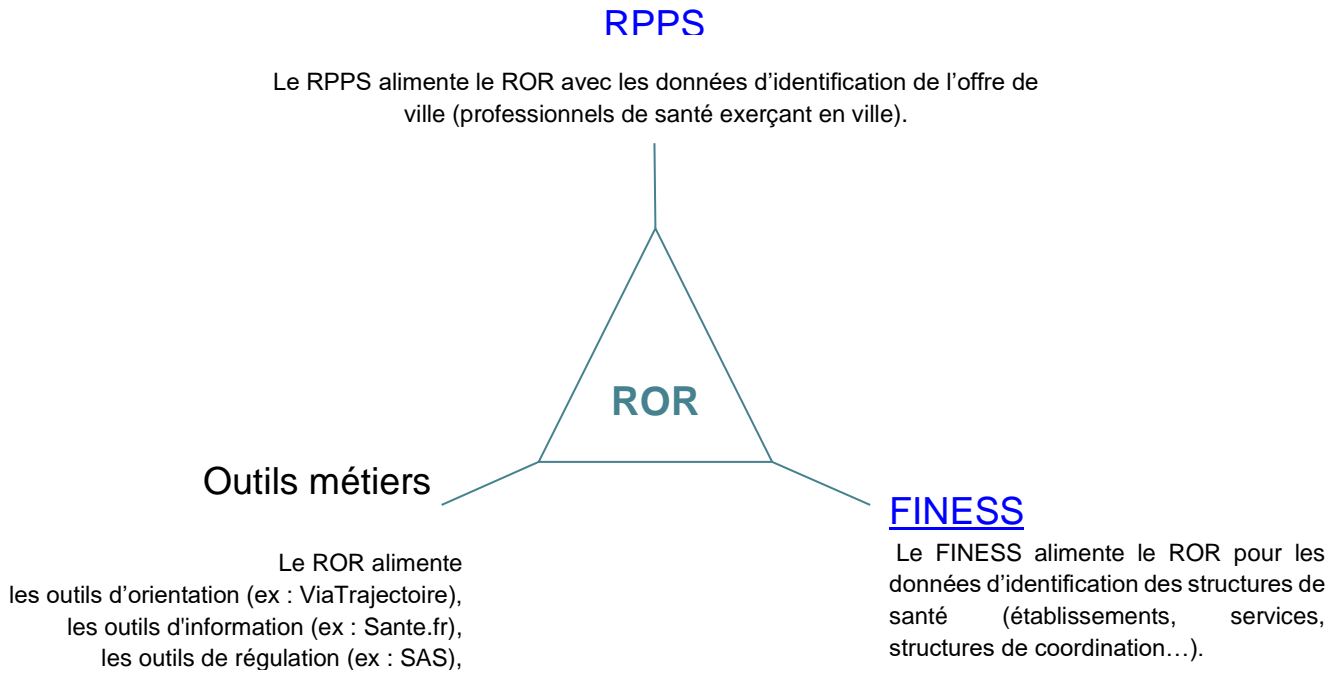 RPPS
Le RPPS alimente le ROR avec les données d’identification de l’offre de
ville (professionnels de santé exerçant en ville).
ROR
Outils métiers
Le ROR alimente
les outils d’orientation (ex : ViaTrajectoire),
les outils d'information (ex : Sante.fr),
les outils de régulation (ex : SAS),
FINESS
Le FINESS alimente le ROR pour les
données d’identification des structures de
santé (établissements, services,
structures de coordination…).